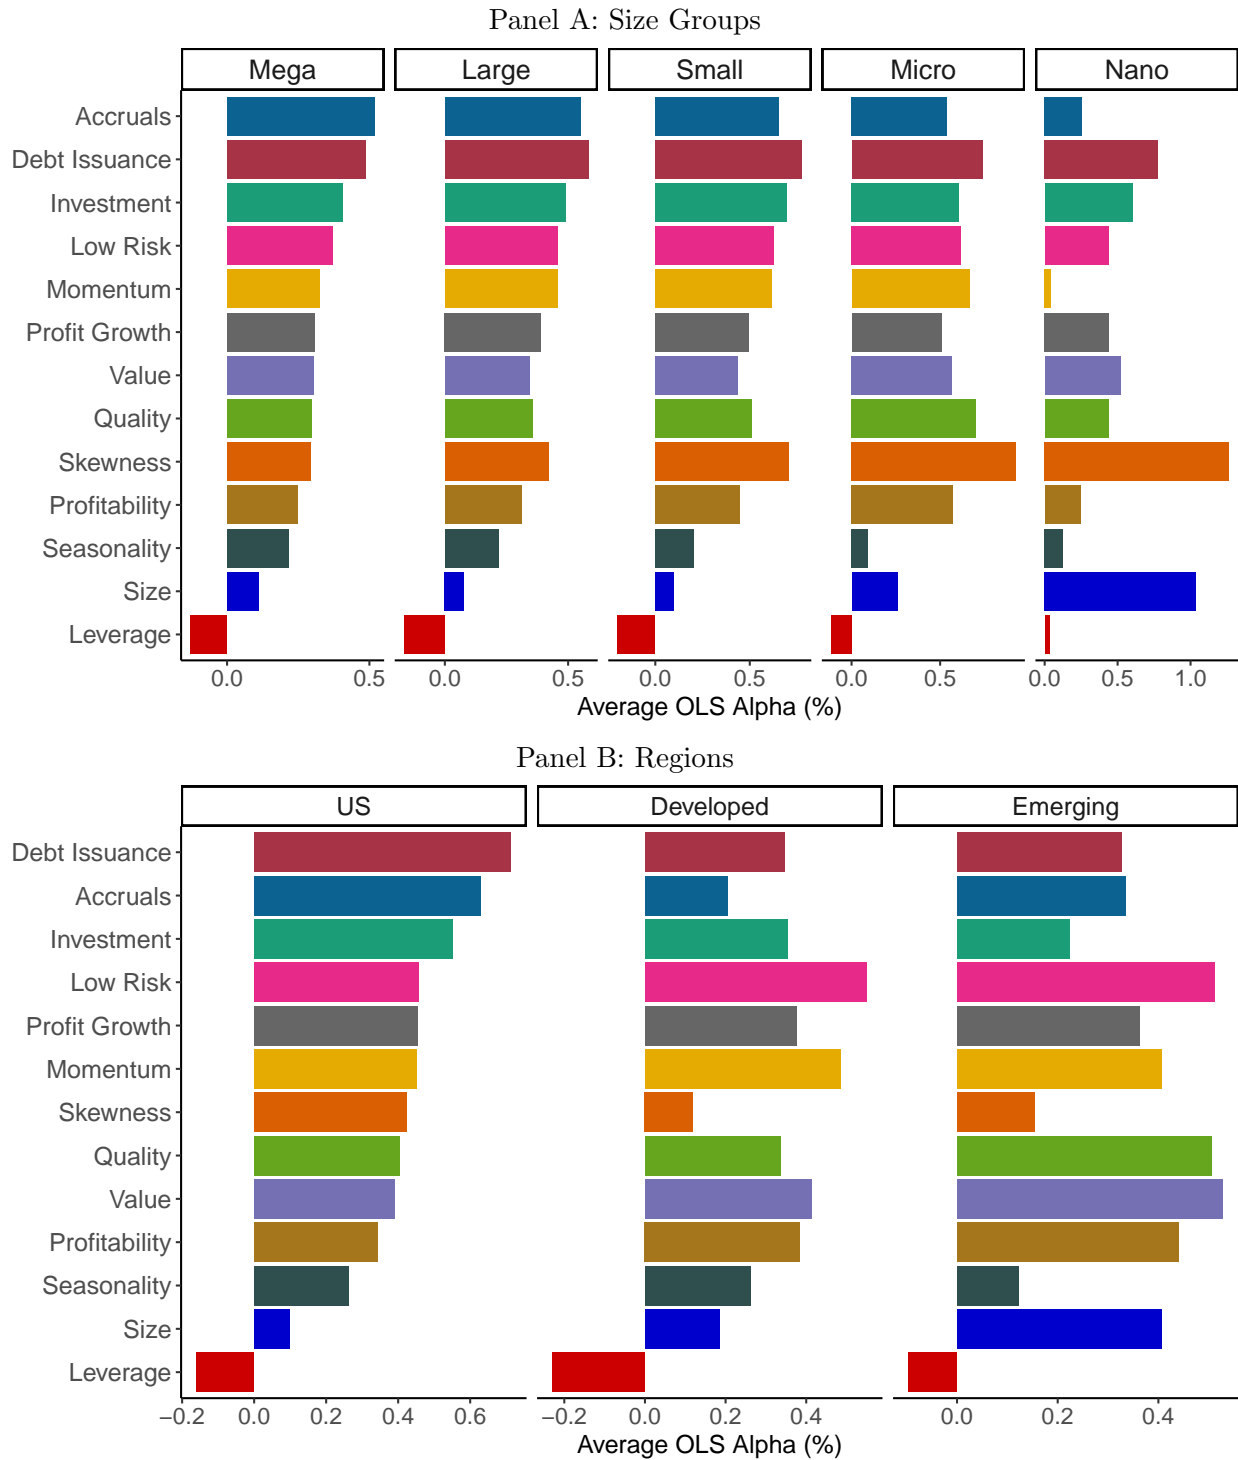 Panel A: Size Groups
Mega Large Small Micro Nano
Accruals
Debt Issuance
Investment
Low Risk
Momentum
Profit Growth
Value
Quality
Skewness
Profitability
Seasonality
Size
Leverage
0.0 0.5 0.0 0.5 0.0 0.5 0.0 0.5 0.0 0.5 1.0
Average OLS Alpha (%)
Panel B: Regions
US Developed Emerging
Debt Issuance
Accruals
Investment
Low Risk
Profit Growth
Momentum
Skewness
Quality
Value
Profitability
Seasonality
Size
Leverage
−0.2 0.0 0.2 0.4 0.6 −0.2 0.0 0.2 0.4 0.0 0.2 0.4
Average OLS Alpha (%)